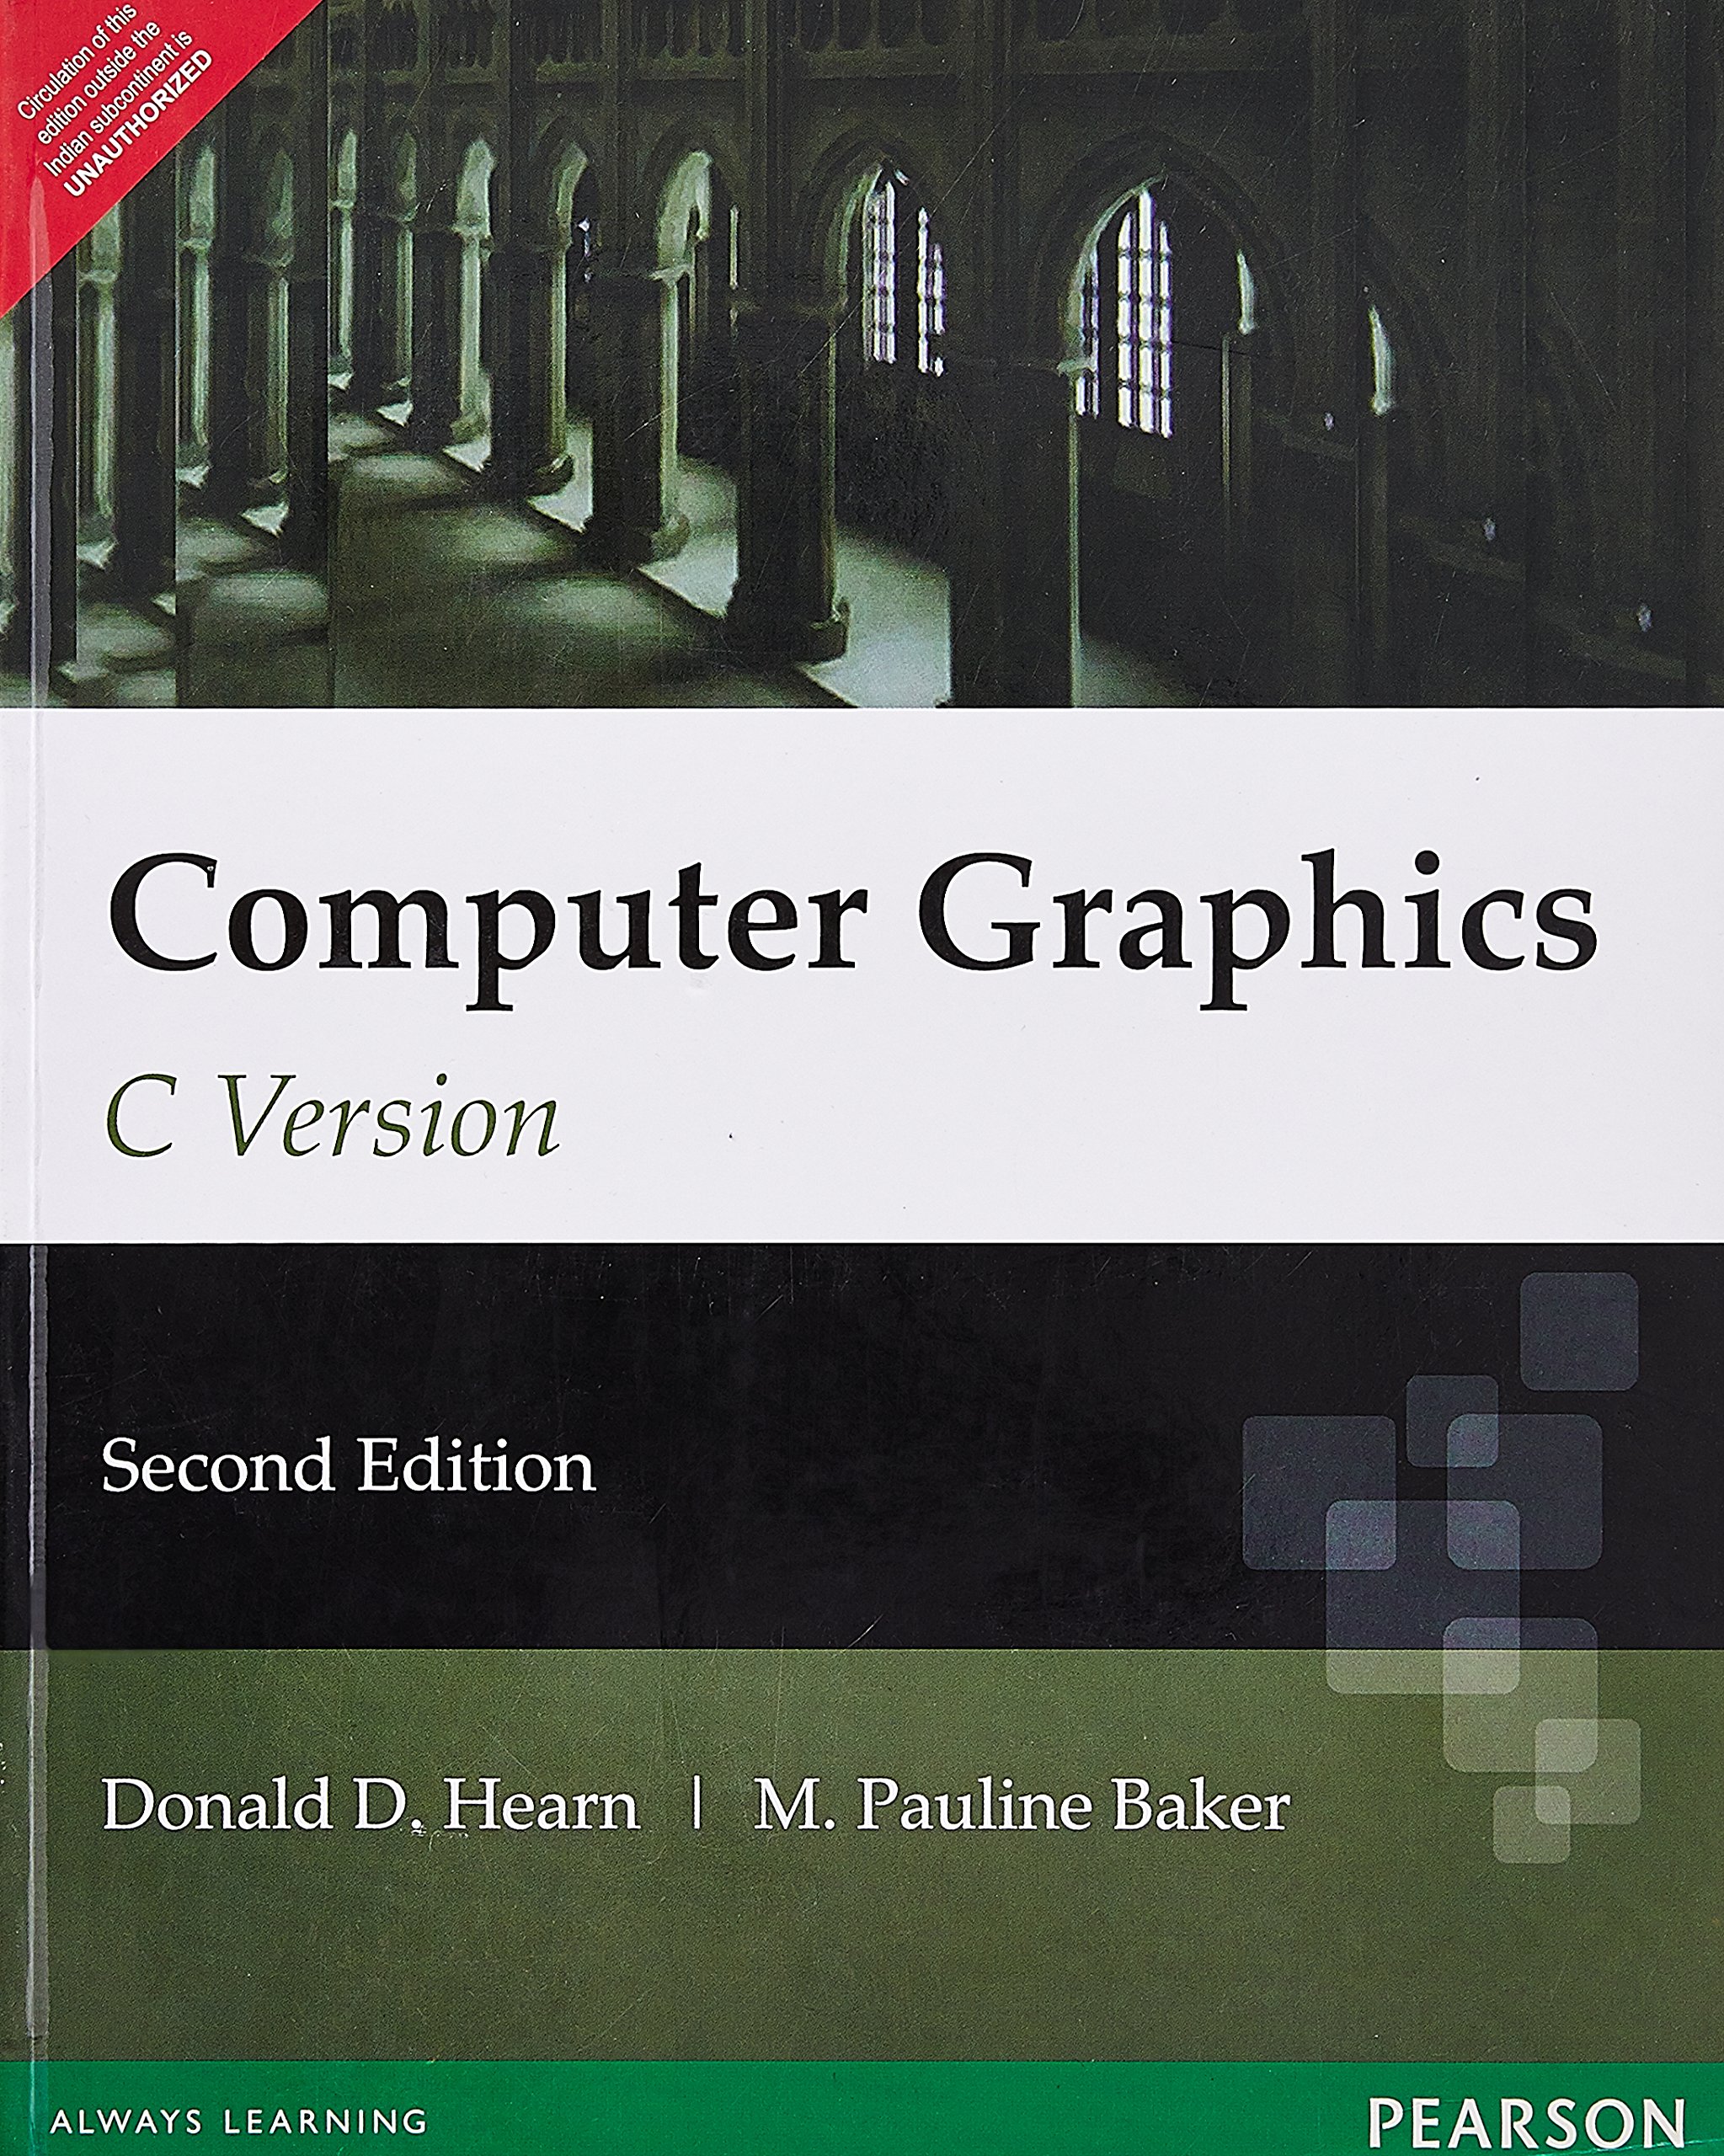 Circulation of this
edition outside the
Indian subcontinent is
UNAUTHORIZED
Computer Graphics
C Version
Second Edition
Donald D. Hearn | M. Pauline Baker
ALWAYS LEARNING
PEARSON